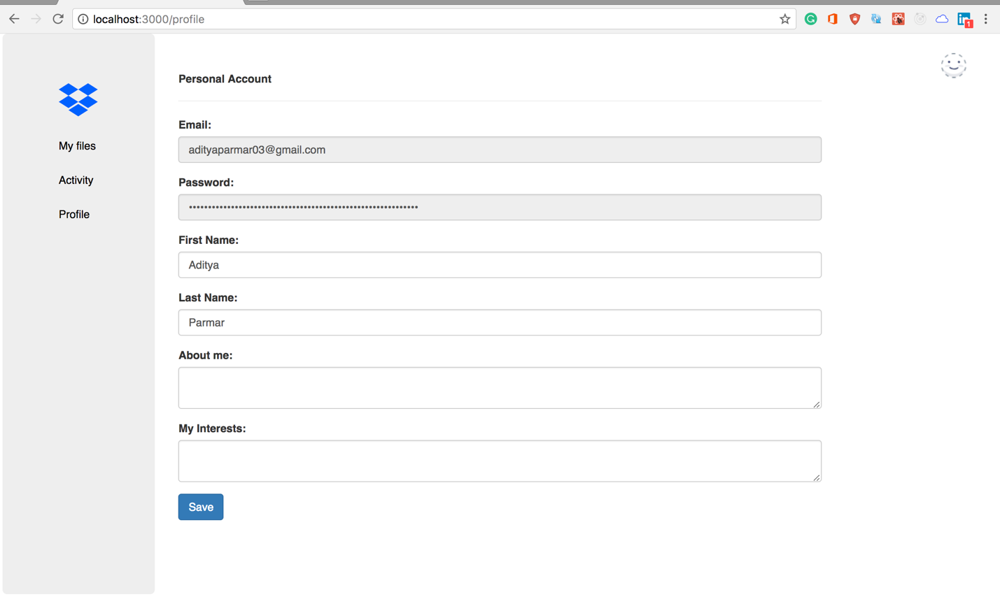 localhost:3000/profile
1
My files
Activity
Profile
Personal Account
Email:
adityaparmar03@gmail.com
Password:
••••••••••••••••••••••••••••••••••••••••••••••••••••••••••••
First Name:
Aditya
Last Name:
Parmar
About me:
My Interests:
Save